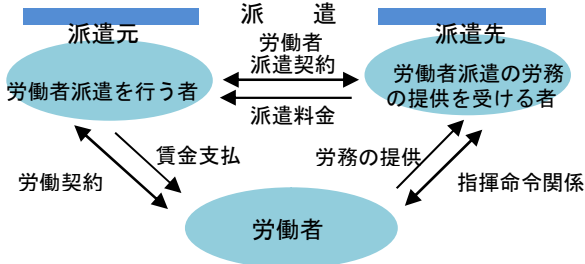 派　遣
派遣元
派遣先
労働者
派遣契約
労働者派遣を行う者
労働者派遣の労務
の提供を受ける者
派遣料金
賃金支払
労務の提供
労働契約
指揮命令関係
労働者